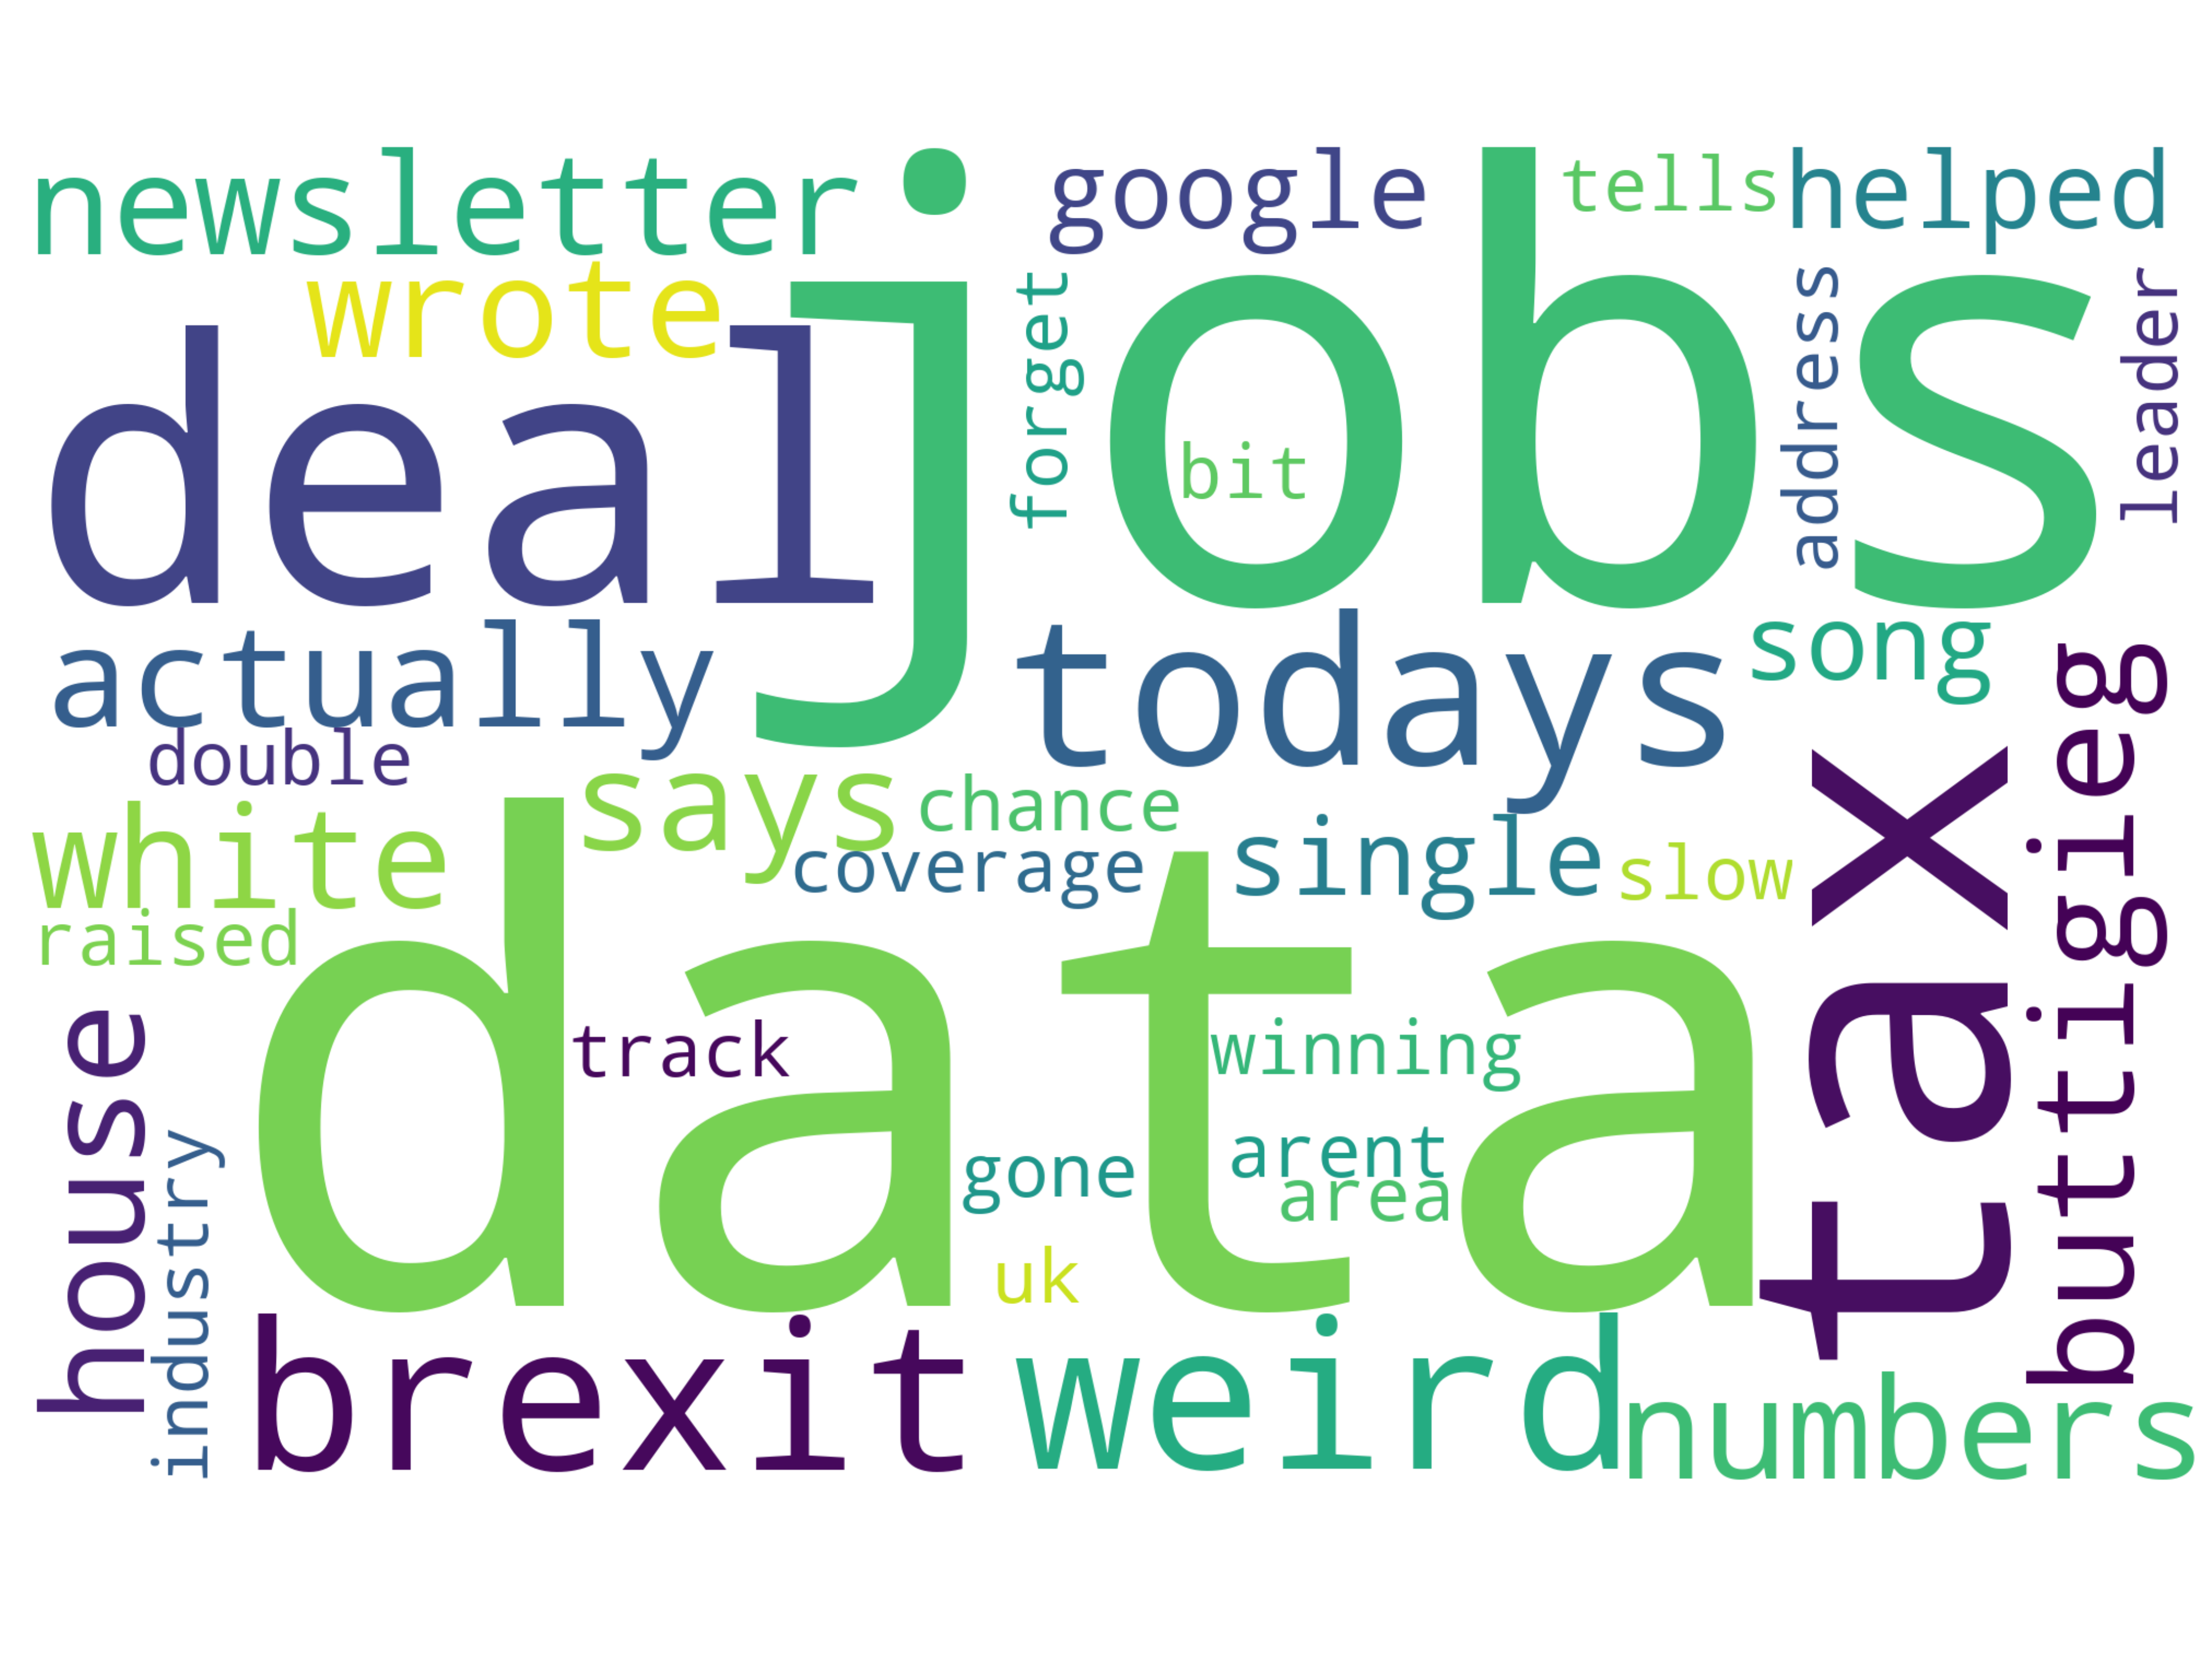 newsletter
google
tells
helped
wrote
jobs
deal
forget
bit
address
leader
actually
todays
song
double
says
chance
white
coverage
single
slow
raised
tax
buttigieg
data
house
track
winning
industry
gone
arent
area
uk
brexit
weird
numbers